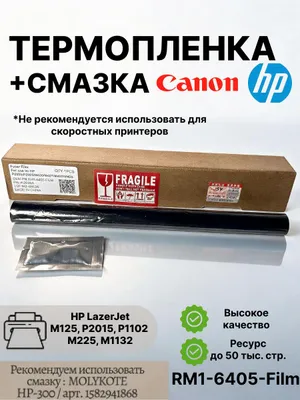 ТЕРМОПЛЕНКА
+СМАЗКА Canon hp
*Не рекомендуется использовать для
скоростных принтеров
FRAGILE
HP LazerJet
M125, P2015, P1102
M225, M1132
Высокое
качество
Ресурс
до 50 тыс. стр.
Рекомендуем использовать
смазку : MOLYKOTE
HP-300 / арт. 1582941868
RM1-6405-Film